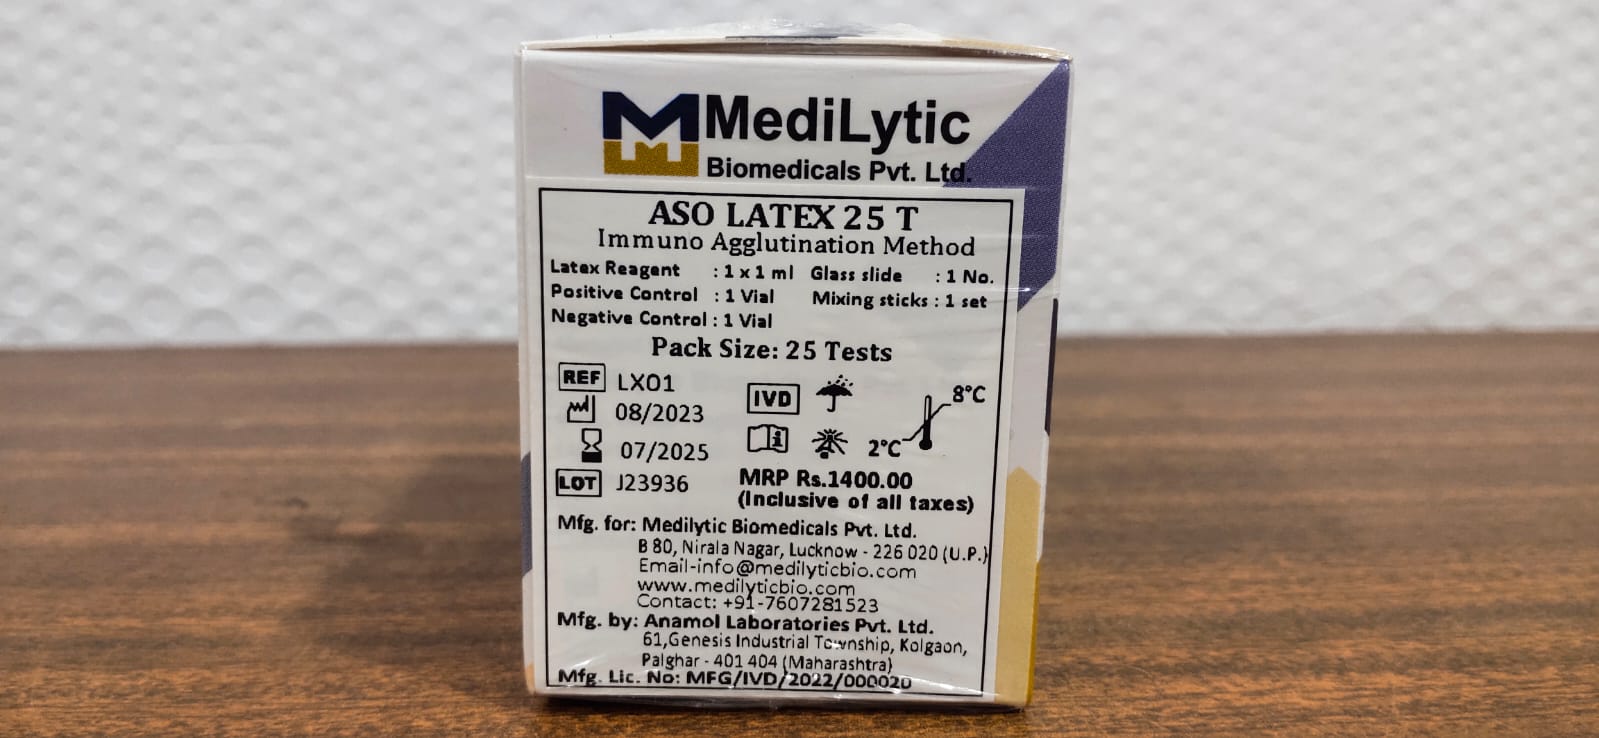 MediLytic
Biomedicals Pvt. Ltd.
ASO LATEX 25 T
Immuno Agglutination Method
Latex Reagent : 1 x 1 ml Glass slide : 1 No.
Positive Control : 1 Vial Mixing sticks : 1 set
Negative Control : 1 Vial
Pack Size: 25 Tests
REF LX01
IVD
8°C
08/2023
2°C
07/2025
LOT J23936
MRP Rs.1400.00
(Inclusive of all taxes)
Mfg. for: Medilytic Biomedicals Pvt. Ltd.
B 80, Nirala Nagar, Lucknow - 226 020 (U.P.)
Email-info@medilyticbio.com
www.medilyticbio.com
Contact: +91-7607281523
Mfg. by: Anamol Laboratories Pvt. Ltd.
61,Genesis Industrial Township, Kolgaon,
Palghar - 401 404 (Maharashtra)
Mfg. Lic. No: MFG/IVD/2022/000020